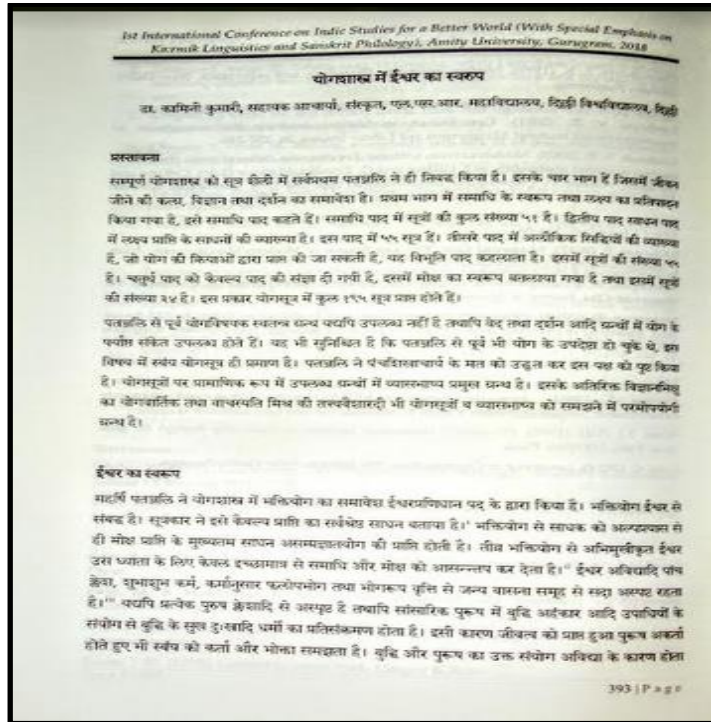 1st International Conference on Indic Studies for a Better World (With Special Emphasis on
Kārmik Linguistics and Sanskrit Philology), Amity University, Gurugram, 2018
योगशास्त्र में ईश्वर का स्वरुप
डा. कामिनी कुमारी, सहायक आचार्या, संस्कृत, एल.एस.आर. महाविद्यालय, दिल्ली विश्वविद्यालय, दिल्ली
प्रस्तावना
सम्पूर्ण योगशास्त्र को सूत्र शैली में सर्वप्रथम पतञ्जलि ने ही निबद्ध किया है। इसके चार भाग हैं जिसमें जीवन
जीने की कला, विज्ञान तथा दर्शन का समावेश है। प्रथम भाग में समाधि के स्वरूप तथा लक्ष्य का प्रतिपादन
किया गया है, इसे समाधि पाद कहते हैं। समाधि पाद में सूत्रों की कुल संख्या ५१ है। द्वितीय पाद साधन पाद
में लक्ष्य प्राप्ति के साधनों की व्याख्या है। इस पाद में ५५ सूत्र हैं। तीसरे पाद में अलौकिक सिद्धियों की व्याख्या
है, जो योग की क्रियाओं द्वारा प्राप्त की जा सकती है, यह विभूति पाद कहलाता है। इसमें सूत्रों की संख्या ५५
है। चतुर्थ पाद को कैवल्य पाद की संज्ञा दी गयी है, इसमें मोक्ष का स्वरूप बतलाया गया है तथा इसमें सूत्रों
की संख्या ३४ है। इस प्रकार योगसूत्र में कुल १९५ सूत्र प्राप्त होते हैं।
पतञ्जलि से पूर्व योगविषयक स्वतन्त्र ग्रन्थ यद्यपि उपलब्ध नहीं है तथापि वेद तथा दर्शन आदि ग्रन्थों में योग के
पर्याप्त संकेत उपलब्ध होते हैं। यह भी सुनिश्चित है कि पतञ्जलि से पूर्व भी योग के उपदेष्टा हो चुके थे, इस
विषय में स्वयं योगसूत्र ही प्रमाण है। पतञ्जलि ने पंचशिखाचार्य के मत को उद्धृत कर इस पक्ष को पुष्ट किया
है। योगसूत्रों पर प्रामाणिक रूप में उपलब्ध ग्रन्थों में व्यासभाष्य प्रमुख ग्रन्थ है। इसके अतिरिक्त विज्ञानभिक्षु
का योगवार्तिक तथा वाचस्पति मिश्र की तत्त्ववैशारदी भी योगसूत्रों व व्यासभाष्य को समझने में परमोपयोगी
ग्रन्थ है।
ईश्वर का स्वरूप
महर्षि पतञ्जलि ने योगशास्त्र में भक्तियोग का समावेश ईश्वरप्रणिधान पद के द्वारा किया है। भक्तियोग ईश्वर से
संबद्ध है। सूत्रकार ने इसे कैवल्य प्राप्ति का सर्वश्रेष्ठ साधन बताया है।' भक्तियोग से साधक को अल्पप्रयास से
ही मोक्ष प्राप्ति के मुख्यतम साधन असम्प्रज्ञातयोग की प्राप्ति होती है। तीव्र भक्तियोग से अभिमुखीकृत ईश्वर
उस ध्याता के लिए केवल इच्छामात्र से समाधि और मोक्ष को आसन्नतप कर देता है।" ईश्वर अविद्यादि पांच
क्लेश, शुभाशुभ कर्म, कर्मानुसार फलोपभोग तथा भोगरूप वृत्ति से जन्य वासना समूह से सदा अस्पष्ट रहता
है।''' यद्यपि प्रत्येक पुरुष क्लेशादि से अस्पृष्ट है तथापि सांसारिक पुरूष में बुद्धि अहंकार आदि उपाधियों के
संयोग से बुद्धि के सुख दुःखादि धर्मों का प्रतिसंक्रमण होता है। इसी कारण जीवत्व को प्राप्त हुआ पुरूष अकर्ता
होते हुए भी स्वंय को कर्ता और भोक्ता समझता है। बुद्धि और पुरूष का उक्त संयोग अविद्या के कारण होता
393 | P a g e